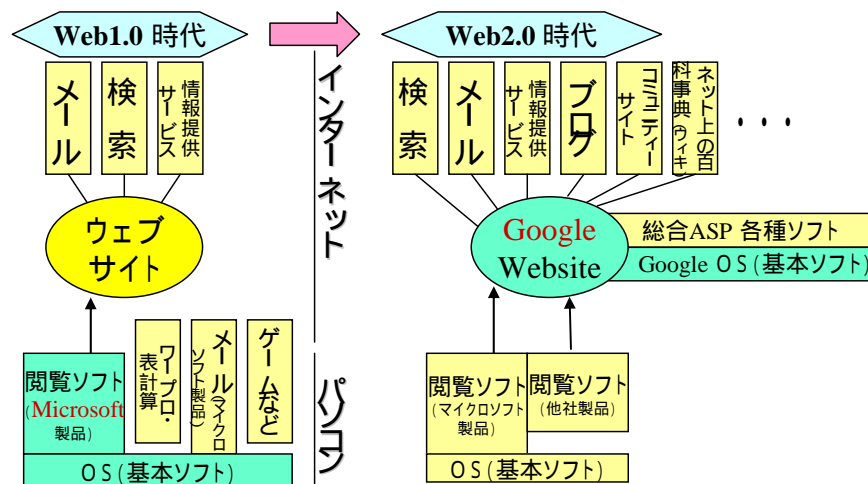 Web1.0 時代
Web2.0 時代
メール
検索
情報提供
サービス
インターネット
検索
メール
情報提供
サービス
ブログ
コミュニティー
サイト
ネット上の百
科事典(ウィキ)
・・・
ウェブ
サイト
Google
Website
総合ASP 各種ソフト
Google OS(基本ソフト)
閲覧ソフト
(Microsoft
製品)
ワープロ・
表計算
メール(マイクロ
ソフト製品)
ゲームなど
OS(基本ソフト)
パソコン
閲覧ソフト
(マイクロソフト
製品)
閲覧ソフト
(他社製品)
OS(基本ソフト)